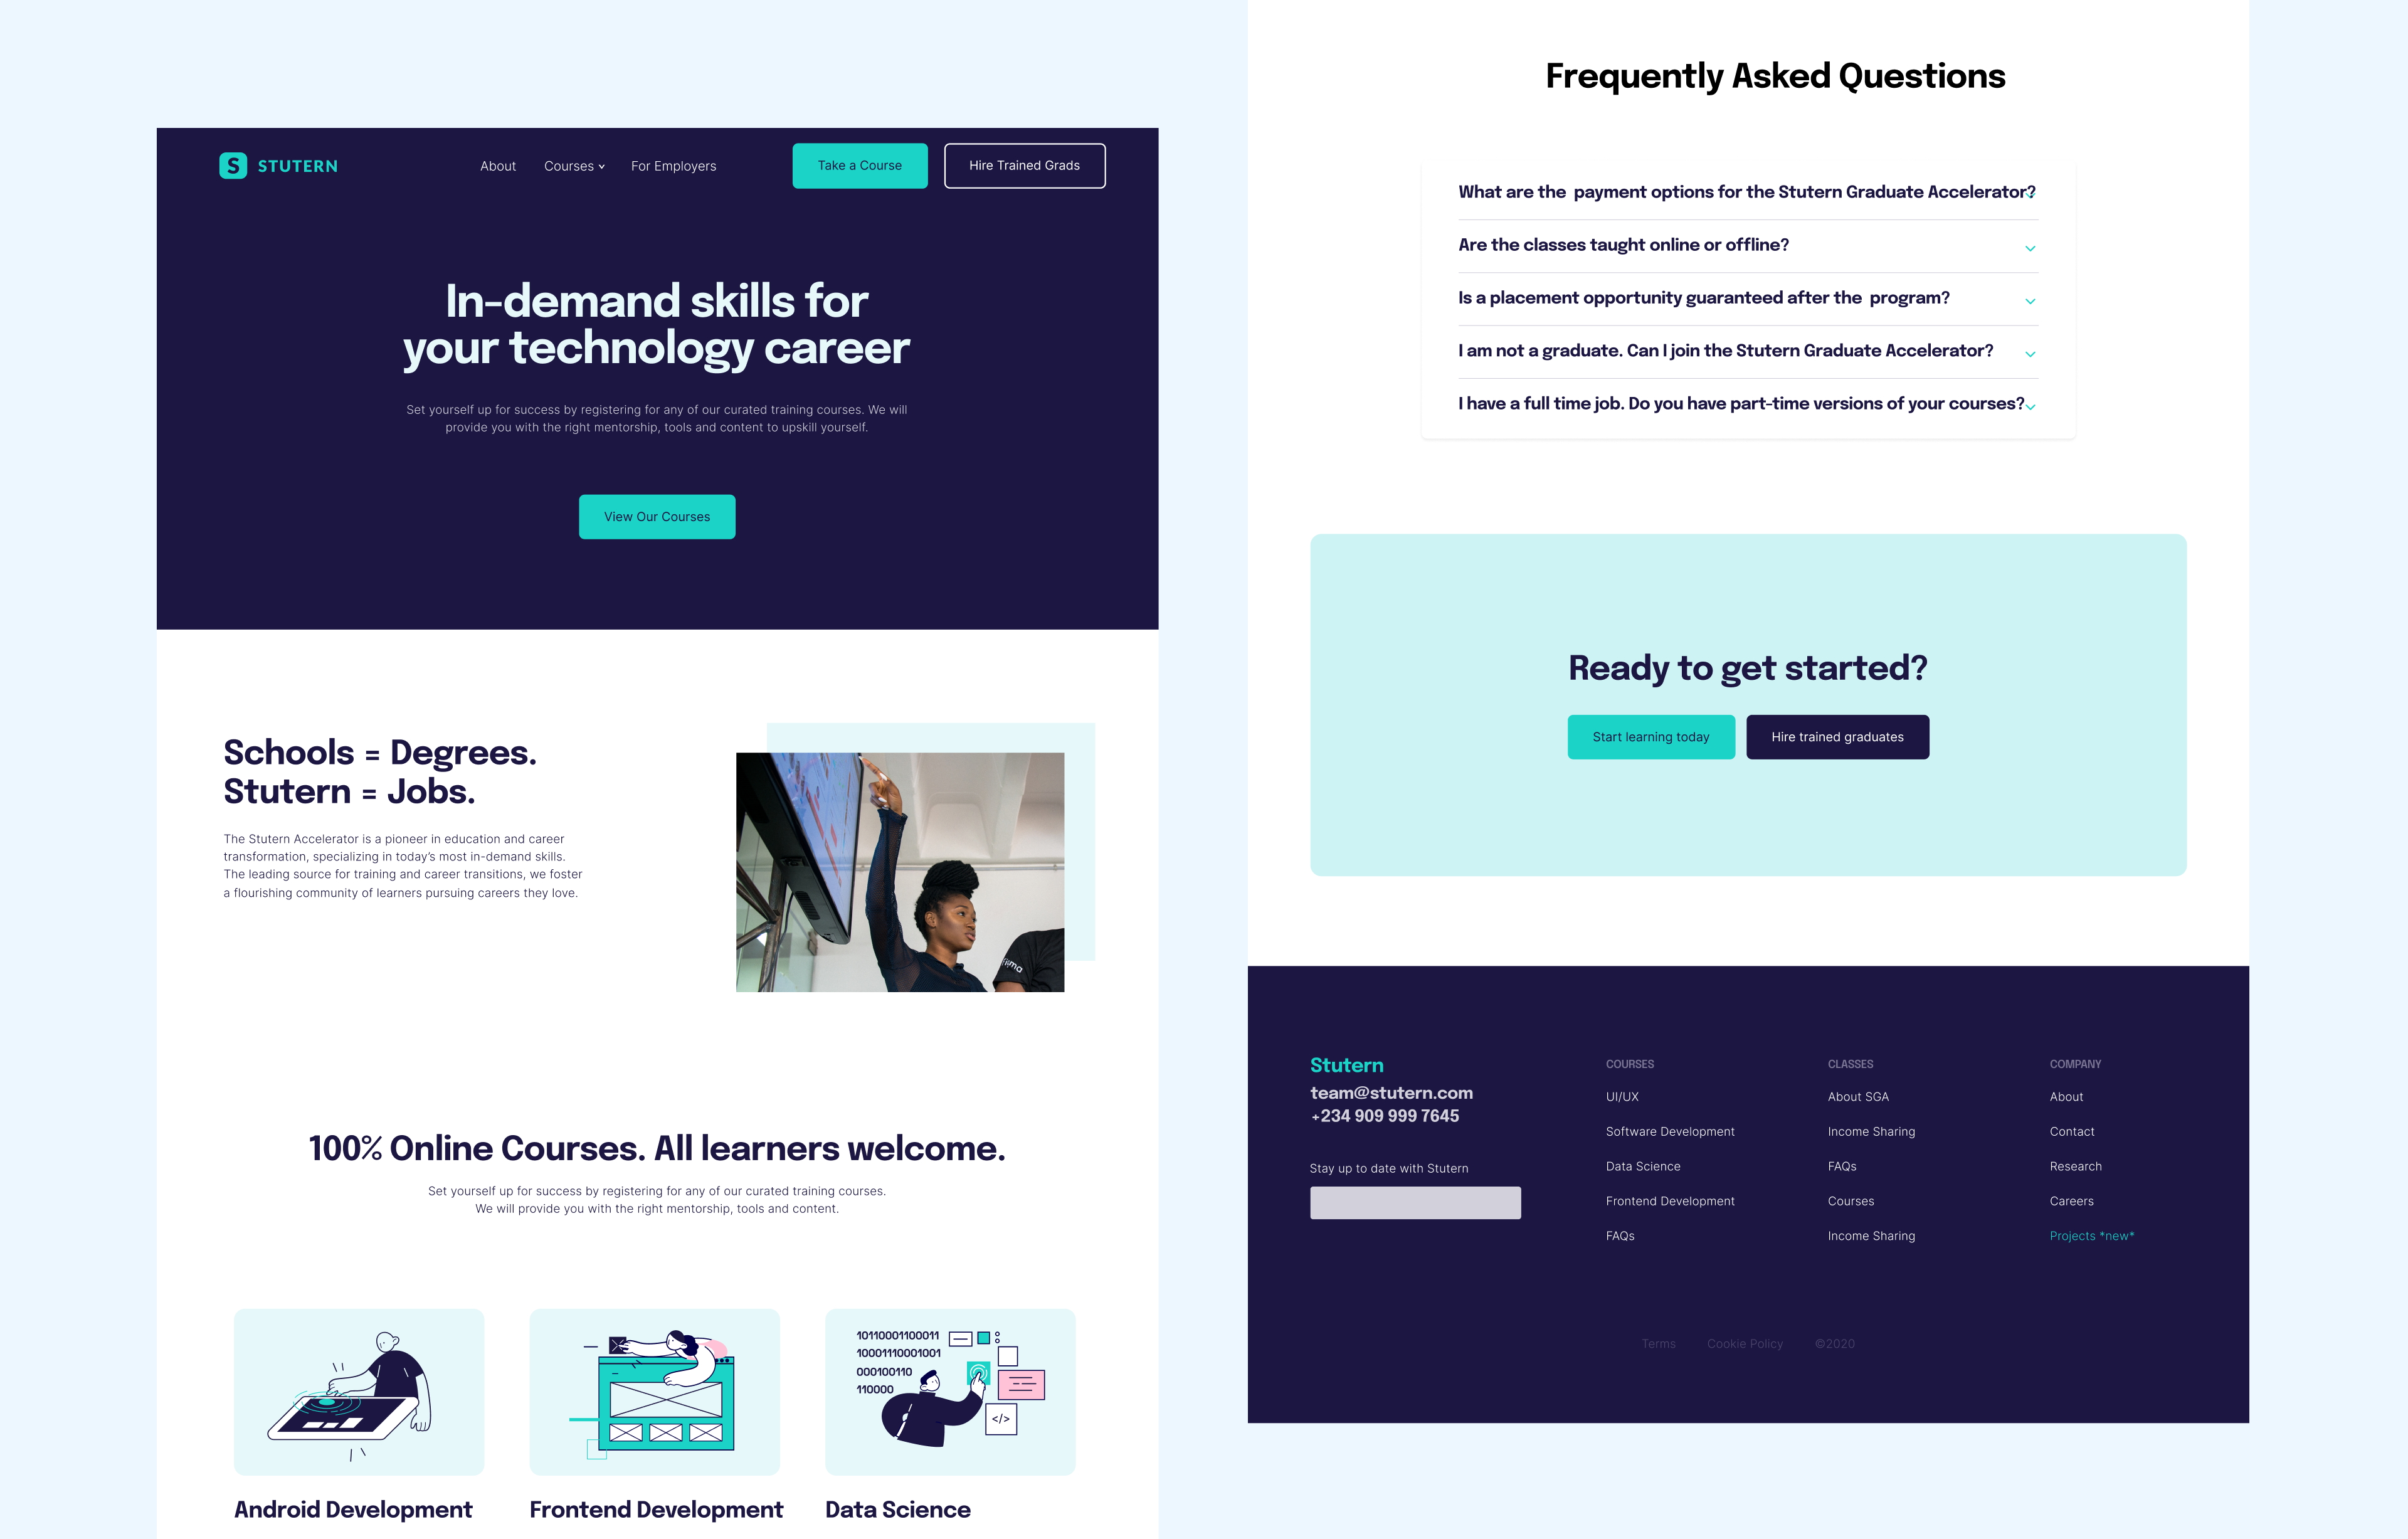 S STUTERN
About Courses For Employers
Take a Course
Hire Trained Grads
In-demand skills for
your technology career
Set yourself up for success by registering for any of our curated training courses. We will
provide you with the right mentorship, tools and content to upskill yourself.
View Our Courses
Schools = Degrees.
Stutern = Jobs.
The Stutern Accelerator is a pioneer in education and career
transformation, specializing in today’s most in-demand skills.
The leading source for training and career transitions, we foster
a flourishing community of learners pursuing careers they love.
100% Online Courses. All learners welcome.
Set yourself up for success by registering for any of our curated training courses.
We will provide you with the right mentorship, tools and content.
10110001100011
10001110001001
000100110
110000
</>
Android Development
Frontend Development
Data Science
Frequently Asked Questions
What are the  payment options for the Stutern Graduate Accelerator?
Are the classes taught online or offline?
Is a placement opportunity guaranteed after the  program?
I am not a graduate. Can I join the Stutern Graduate Accelerator?
I have a full time job. Do you have part-time versions of your courses?
Ready to get started?
Start learning today
Hire trained graduates
Stutern
team@stutern.com
+234 909 999 7645
Stay up to date with Stutern
COURSES
UI/UX
Software Development
Data Science
Frontend Development
FAQs
CLASSES
About SGA
Income Sharing
FAQs
Courses
Income Sharing
COMPANY
About
Contact
Research
Careers
Projects *new*
Terms Cookie Policy ©2020